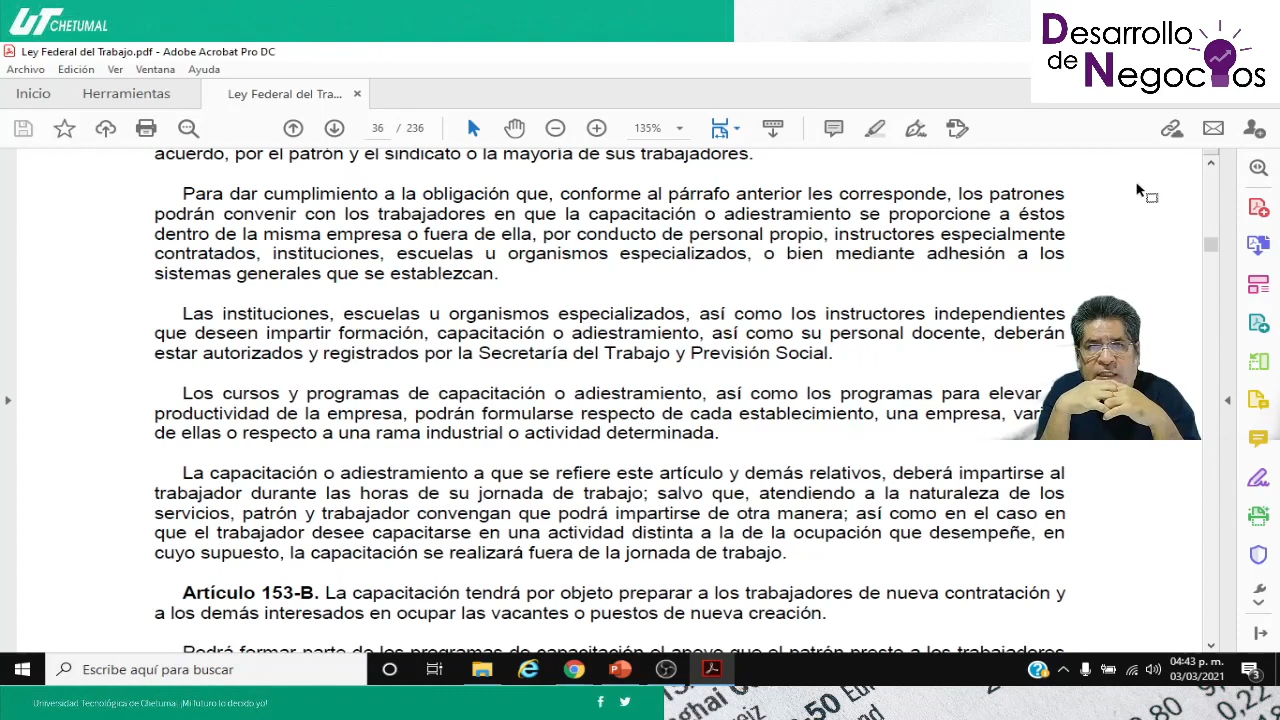 UT
CHETUMAL
Desarrollo
de Negocios
Ley Federal del Trabajo.pdf - Adobe Acrobat Pro DC
Archivo Edición Ver Ventana Ayuda
Inicio Herramientas Ley Federal del Tra... ×
36 / 236 135%
acuerdo, por el patrón y el sindicato o la mayoría de sus trabajadores.
Para dar cumplimiento a la obligación que, conforme al párrafo anterior les corresponde, los patrones
podrán convenir con los trabajadores en que la capacitación o adiestramiento se proporcione a éstos
dentro de la misma empresa o fuera de ella, por conducto de personal propio, instructores especialmente
contratados, instituciones, escuelas u organismos especializados, o bien mediante adhesión a los
sistemas generales que se establezcan.
Las instituciones, escuelas u organismos especializados, así como los instructores independientes
que deseen impartir formación, capacitación o adiestramiento, así como su personal docente, deberán
estar autorizados y registrados por la Secretaría del Trabajo y Previsión Social.
Los cursos y programas de capacitación o adiestramiento, así como los programas para elevar
productividad de la empresa, podrán formularse respecto de cada establecimiento, una empresa,
de ellas o respecto a una rama industrial o actividad determinada.
La capacitación o adiestramiento a que se refiere este artículo y demás relativos, deberá impartirse al
trabajador durante las horas de su jornada de trabajo; salvo que, atendiendo a la naturaleza de los
servicios, patrón y trabajador convengan que podrá impartirse de otra manera; así como en el caso en
que el trabajador desee capacitarse en una actividad distinta a la de la ocupación que desempeñe, en
cuyo supuesto, la capacitación se realizará fuera de la jornada de trabajo.
Artículo 153-B. La capacitación tendrá por objeto preparar a los trabajadores de nueva contratación y
a los demás interesados en ocupar las vacantes o puestos de nueva creación.
Podrá formar parte de los programas de capacitación el apoyo que el patrón preste a los trabajadores
Escribe aquí para buscar
04:43 p. m.
03/03/2021
3
Universidad Tecnológica de Chetumal ¡Mi futuro lo decido yo!